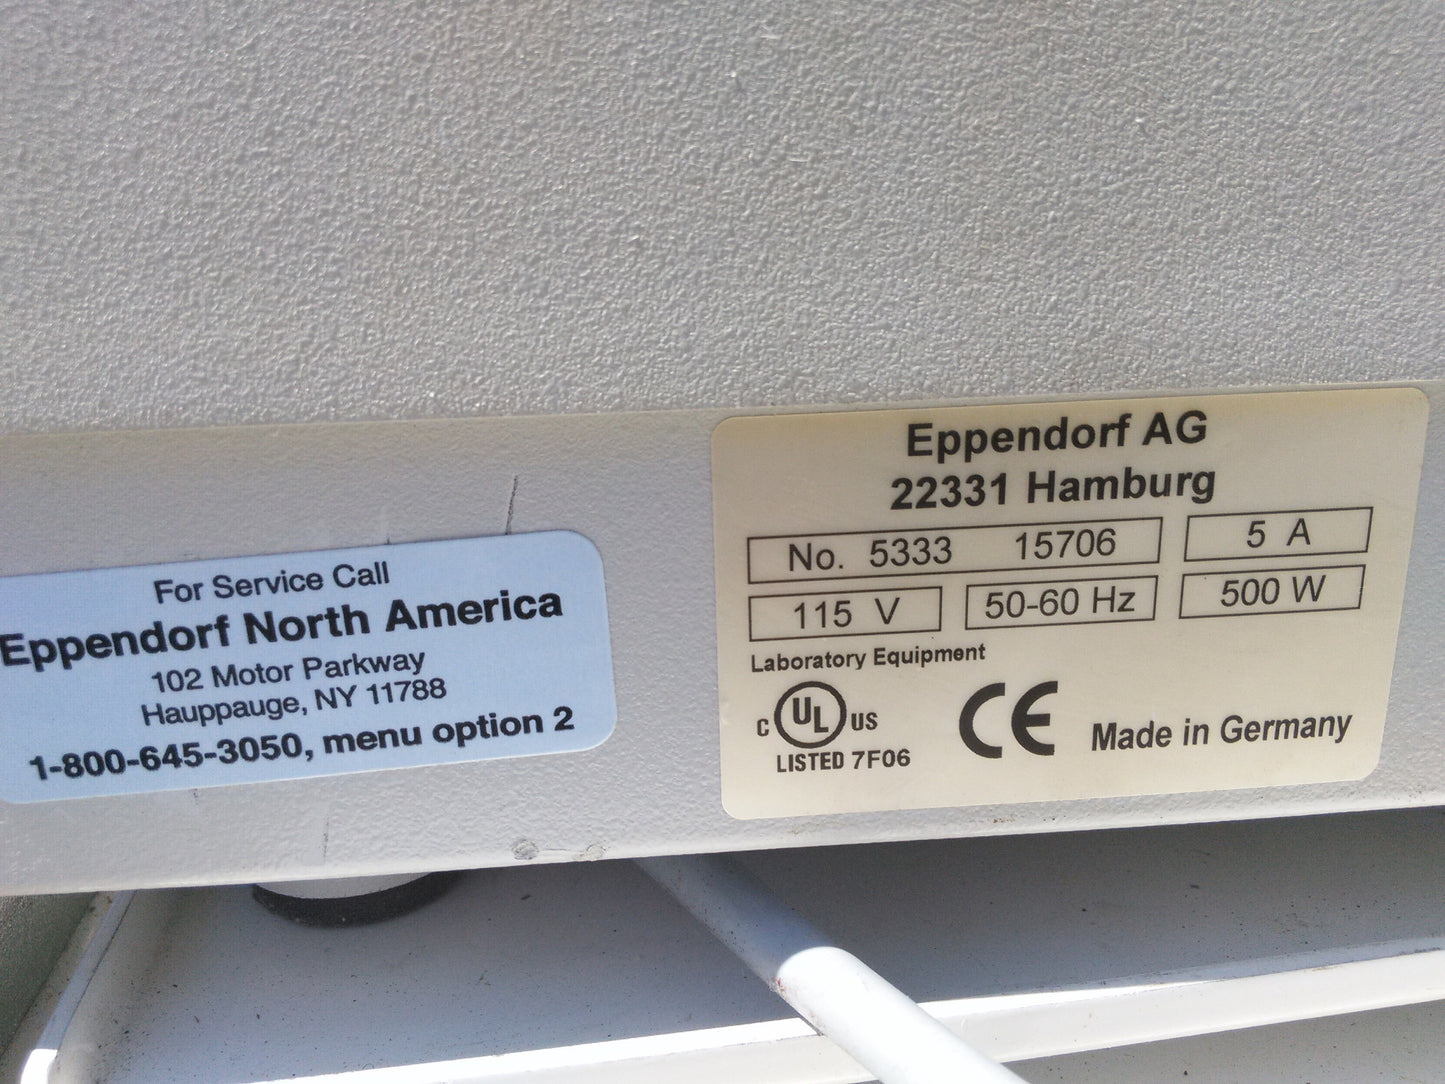 For Service Call
Eppendorf North America
102 Motor Parkway
Hauppauge, NY 11788
1-800-645-3050, menu option 2
Eppendorf AG
22331 Hamburg
No. 5333 15706 5 A
115 V 50-60 Hz 500 W
Laboratory Equipment
C UL US
LISTED 7F06
CE
Made in Germany